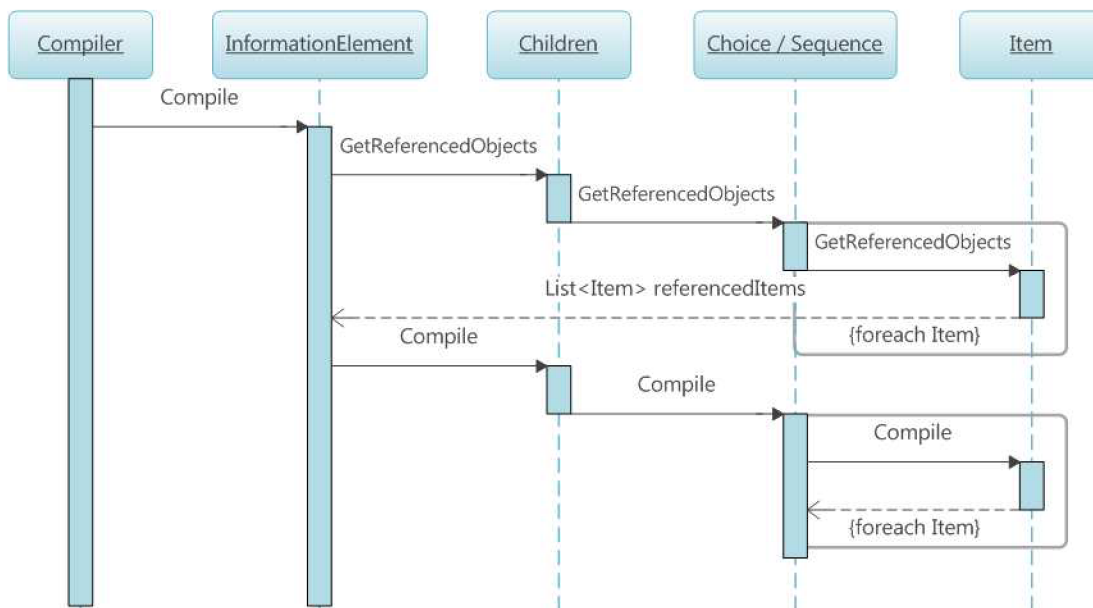 Compiler
InformationElement
Children
Choice / Sequence
Item
Compile
GetReferencedObjects
GetReferencedObjects
GetReferencedObjects
List<Item> referencedItems
{foreach Item}
Compile
Compile
Compile
{foreach Item}